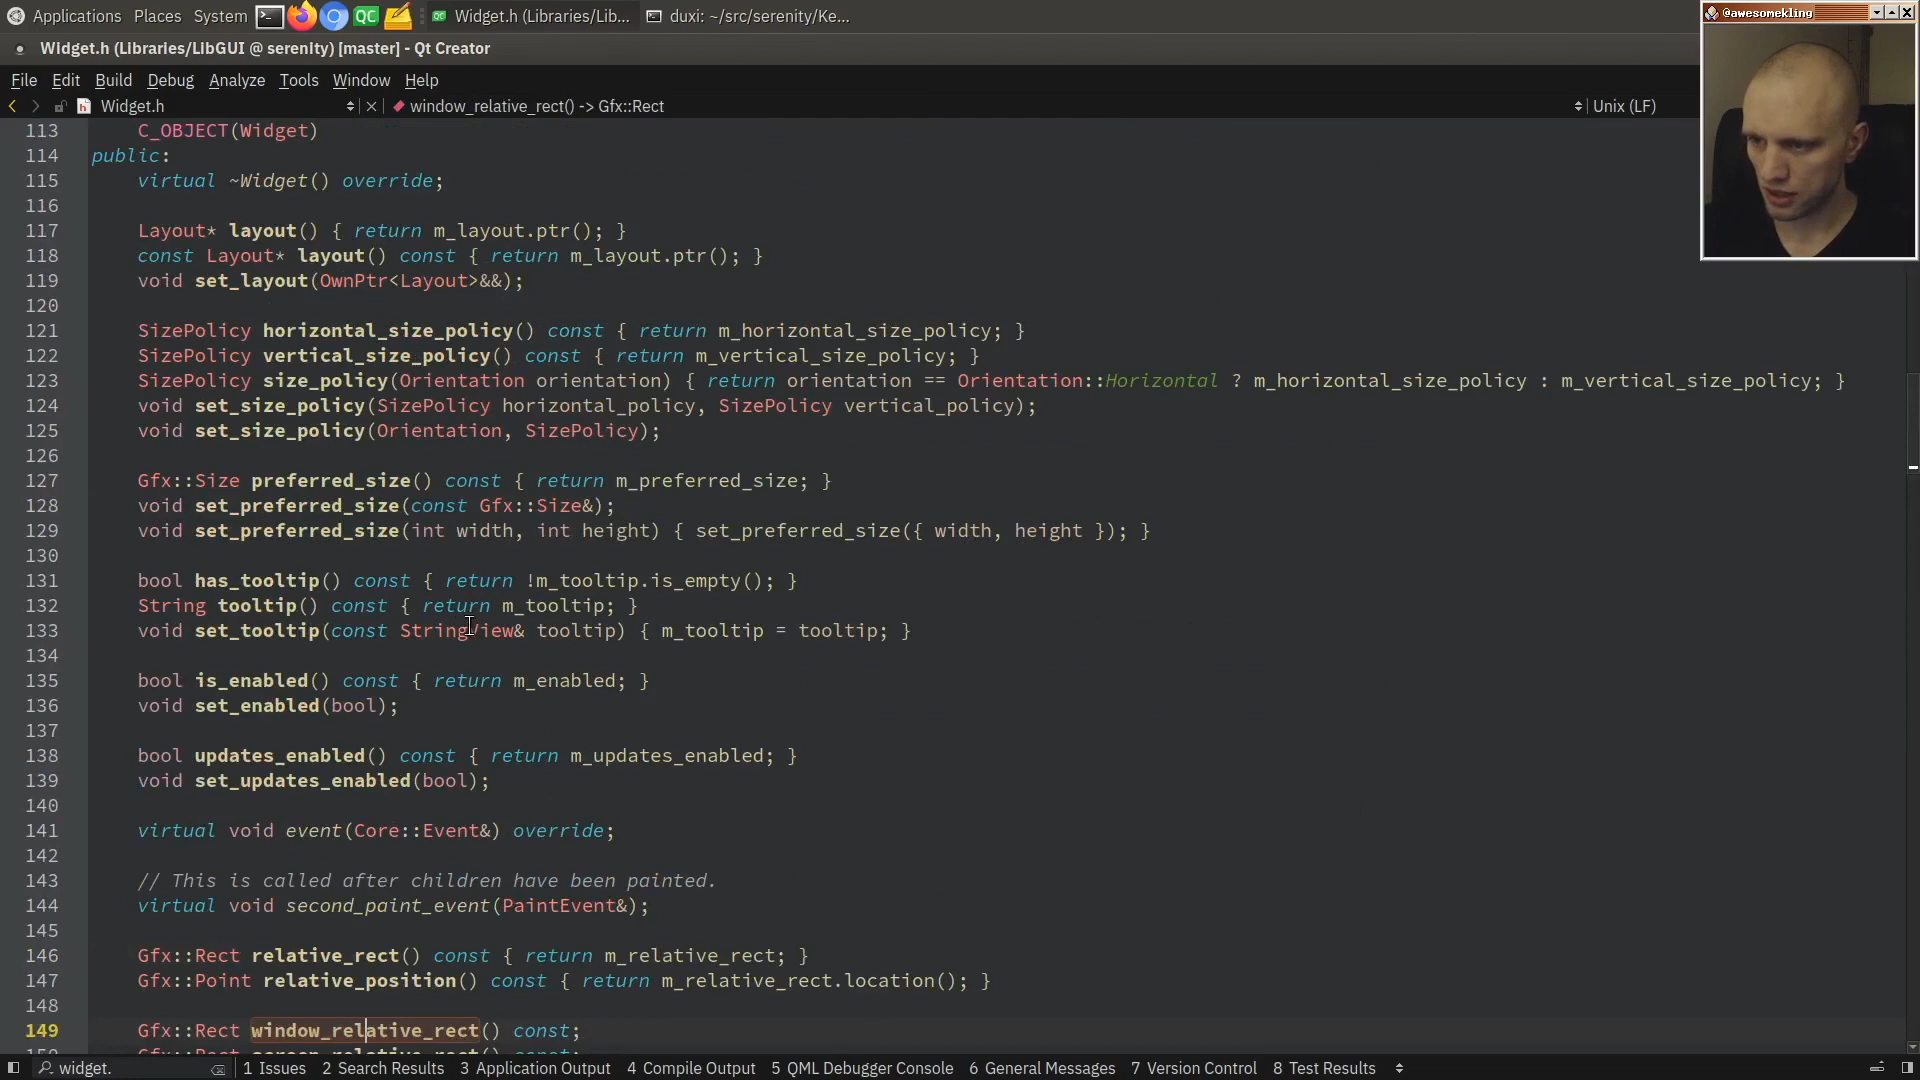 Applications Places System Widget.h (Libraries/Lib... duxi: ~/src/serenity/Ke...
@awesomekling
Widget.h (Libraries/LibGUI @ serenity) [master] - Qt Creator
File Edit Build Debug Analyze Tools Window Help
Widget.h window_relative_rect() -> Gfx::Rect Unix (LF)
113 C_OBJECT(Widget)
114 public:
115 virtual ~Widget() override;
116
117 Layout* layout() { return m_layout.ptr(); }
118 const Layout* layout() const { return m_layout.ptr(); }
119 void set_layout(OwnPtr<Layout>&&);
120
121 SizePolicy horizontal_size_policy() const { return m_horizontal_size_policy; }
122 SizePolicy vertical_size_policy() const { return m_vertical_size_policy; }
123 SizePolicy size_policy(Orientation orientation) { return orientation == Orientation::Horizontal ? m_horizontal_size_policy : m_vertical_size_policy; }
124 void set_size_policy(SizePolicy horizontal_policy, SizePolicy vertical_policy);
125 void set_size_policy(Orientation, SizePolicy);
126
127 Gfx::Size preferred_size() const { return m_preferred_size; }
128 void set_preferred_size(const Gfx::Size&);
129 void set_preferred_size(int width, int height) { set_preferred_size({ width, height }); }
130
131 bool has_tooltip() const { return !m_tooltip.is_empty(); }
132 String tooltip() const { return m_tooltip; }
133 void set_tooltip(const StringView& tooltip) { m_tooltip = tooltip; }
134
135 bool is_enabled() const { return m_enabled; }
136 void set_enabled(bool);
137
138 bool updates_enabled() const { return m_updates_enabled; }
139 void set_updates_enabled(bool);
140
141 virtual void event(Core::Event&) override;
142
143 // This is called after children have been painted.
144 virtual void second_paint_event(PaintEvent&);
145
146 Gfx::Rect relative_rect() const { return m_relative_rect; }
147 Gfx::Point relative_position() const { return m_relative_rect.location(); }
148
149 Gfx::Rect window_relative_rect() const;
150 Gfx::Rect screen_relative_rect() const;
widget. 1 Issues 2 Search Results 3 Application Output 4 Compile Output 5 QML Debugger Console 6 General Messages 7 Version Control 8 Test Results